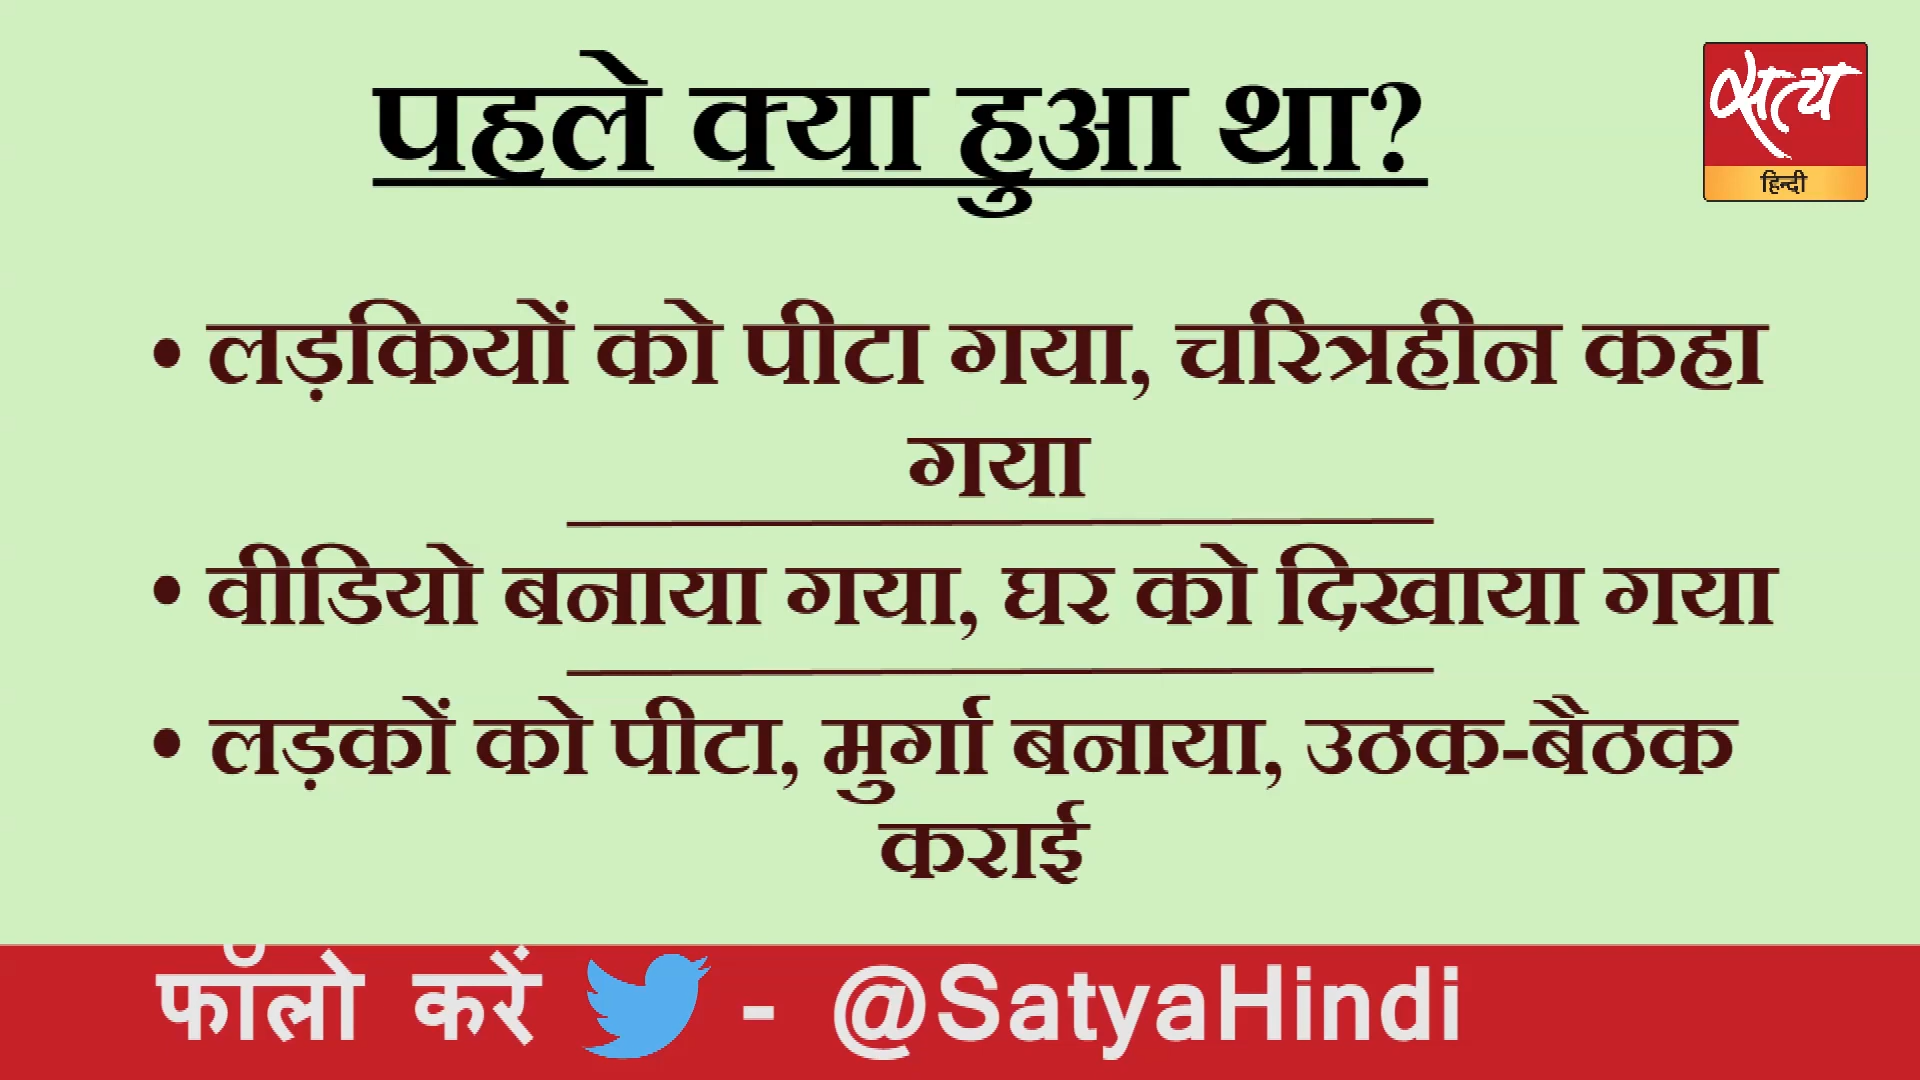 पहले क्या हुआ था?
सत्य
हिन्दी
• लड़कियों को पीटा गया, चरित्रहीन कहा
गया
• वीडियो बनाया गया, घर को दिखाया गया
• लड़कों को पीटा, मुर्गा बनाया, उठक-बैठक
कराई
फॉलो करें - @SatyaHindi